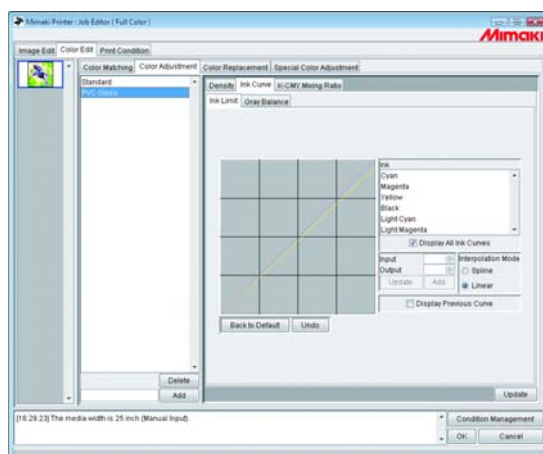 Mimaki Printer : Job Editor ( Full Color )
Mimaki
Image Edit Color Edit Print Condition
Color Matching Color Adjustment Color Replacement Special Color Adjustment
Standard
PVC Gloss
Density Ink Curve K-CMY Mixing Ratio
Ink Limit Gray Balance
Ink
Cyan
Magenta
Yellow
Black
Light Cyan
Light Magenta
Display All Ink Curves
Input
Output
Update Add
Interpolation Mode
Spline
Linear
Display Previous Curve
Back to Default Undo
Delete
Add
Update
[16:29:23] The media width is 25 inch (Manual Input).
Condition Management
OK Cancel